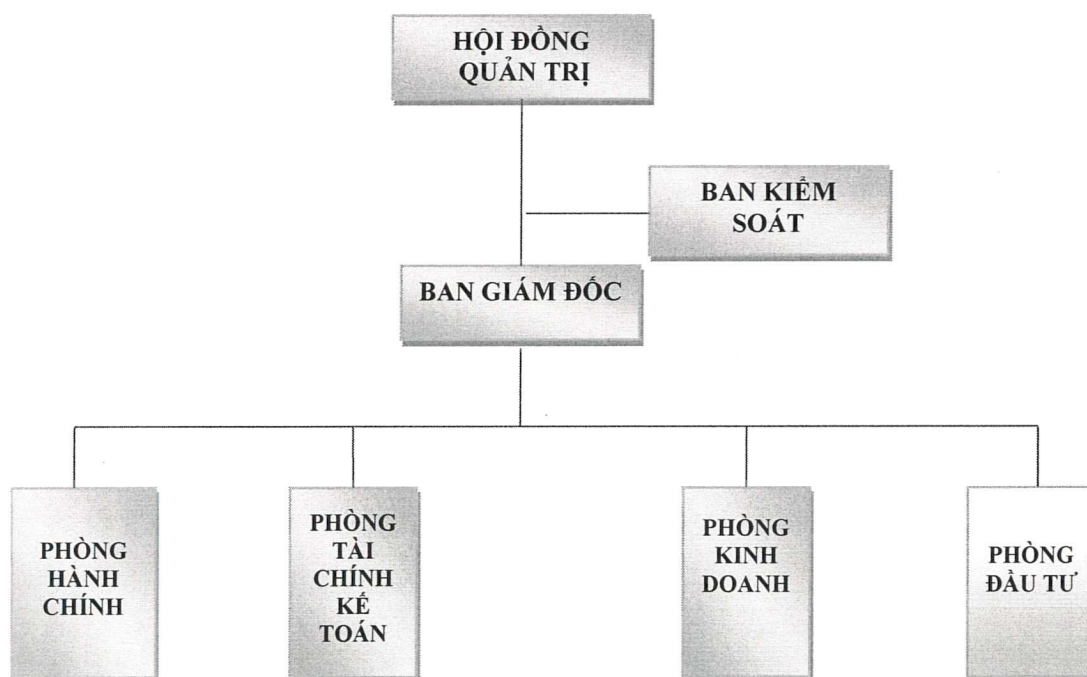 HỘI ĐỒNG
QUẢN TRỊ
BAN KIỂM
SOÁT
BAN GIÁM ĐỐC
PHÒNG
HÀNH
CHÍNH
PHÒNG
TÀI
CHÍNH
KẾ
TOÁN
PHÒNG
KINH
DOANH
PHÒNG
ĐẦU TƯ